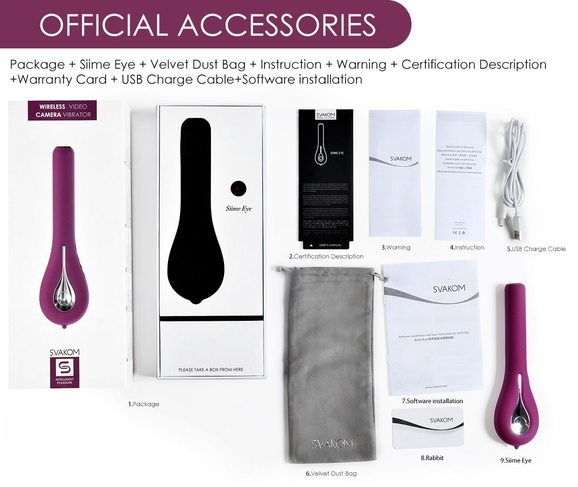 OFFICIAL ACCESSORIES
Package + Siime Eye + Velvet Dust Bag + Instruction + Warning + Certification Description
+Warranty Card + USB Charge Cable+Software installation
WIRELESS VIDEO
CAMERA VIBRATOR
SVAKOM
S
INTELLIGENT
PLEASURE
Siime Eye
PLEASE TAKE A BOX FROM HERE.
1.Package
SVAKOM
SIIME EYE
2.Certification Description
SVAKOM
3.Warning
4.Instruction
5.USB Charge Cable
SVAKOM
6.Velvet Dust Bag
SVAKOM
7.Software installation
SVAKOM
8.Rabbit
9.Siime Eye